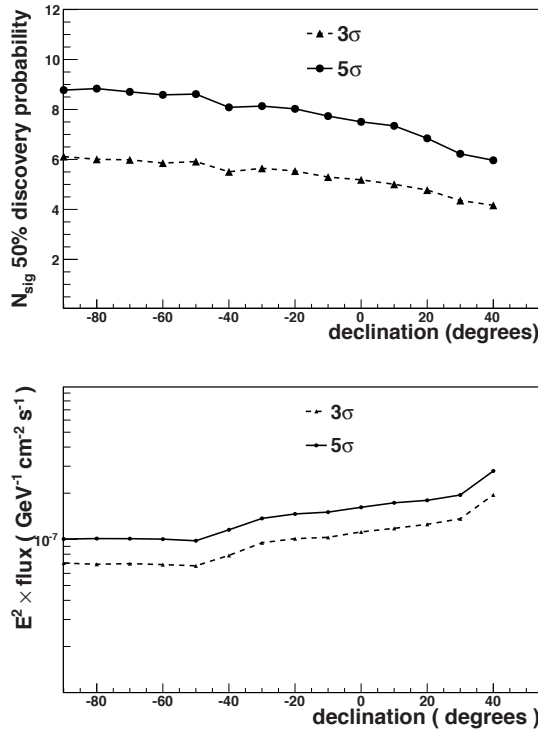 N_sig 50% discovery probability
12
10
8
6
4
2
3σ
5σ
-80 -60 -40 -20 0 20 40
declination (degrees)
E² × flux ( GeV⁻¹ cm⁻² s⁻¹)
10⁻⁷
3σ
5σ
-80 -60 -40 -20 0 20 40
declination ( degrees )